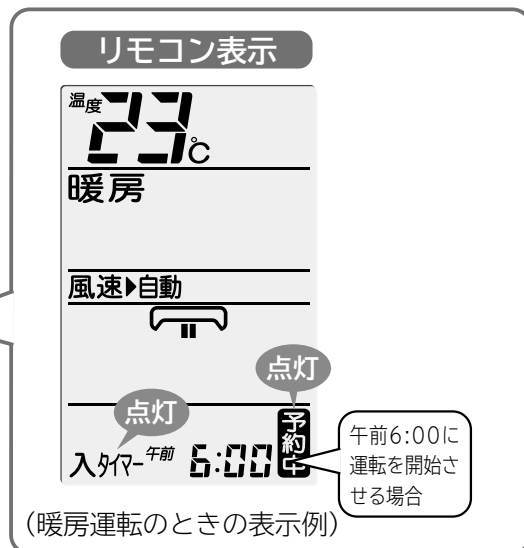 リモコン表示
温度23℃
暖房
風速▶自動
点灯
点灯
入タイマー午前 6:00 予約中
午前6:00に
運転を開始さ
せる場合
(暖房運転のときの表示例)